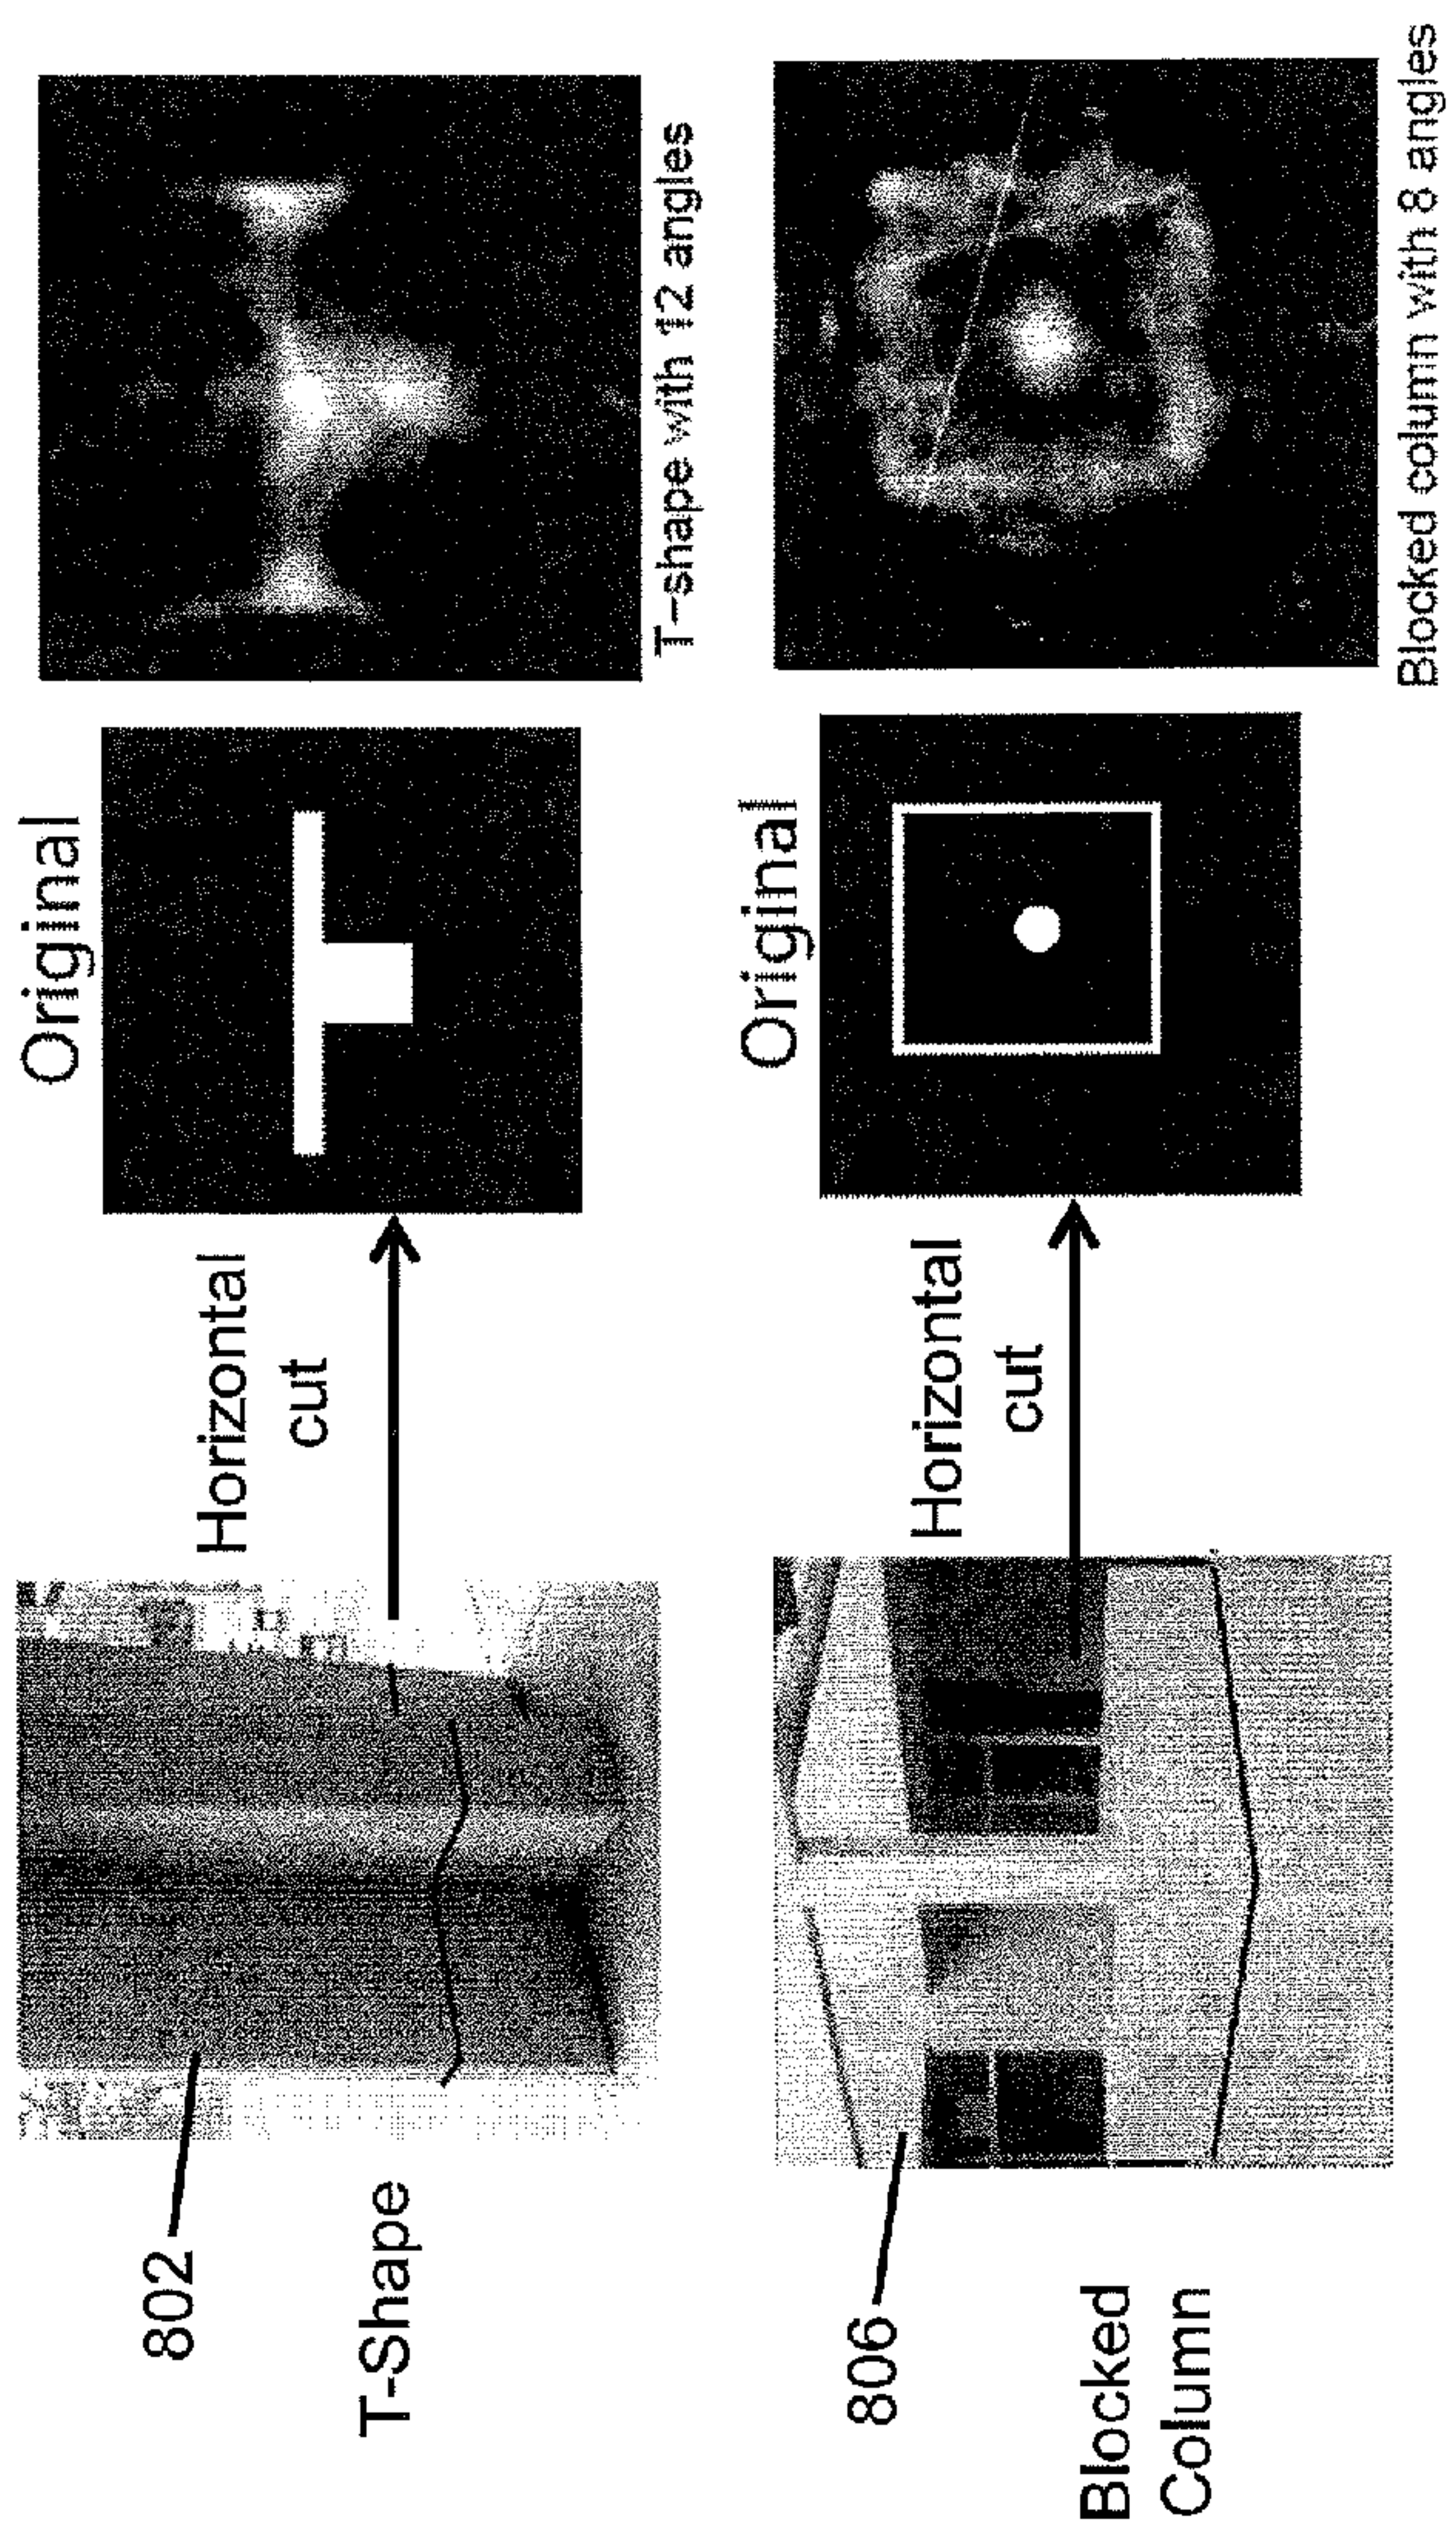 802
T-Shape
Horizontal
cut
Original
T-shape with 12 angles
806
Blocked
Column
Horizontal
cut
Original
Blocked column with 8 angles